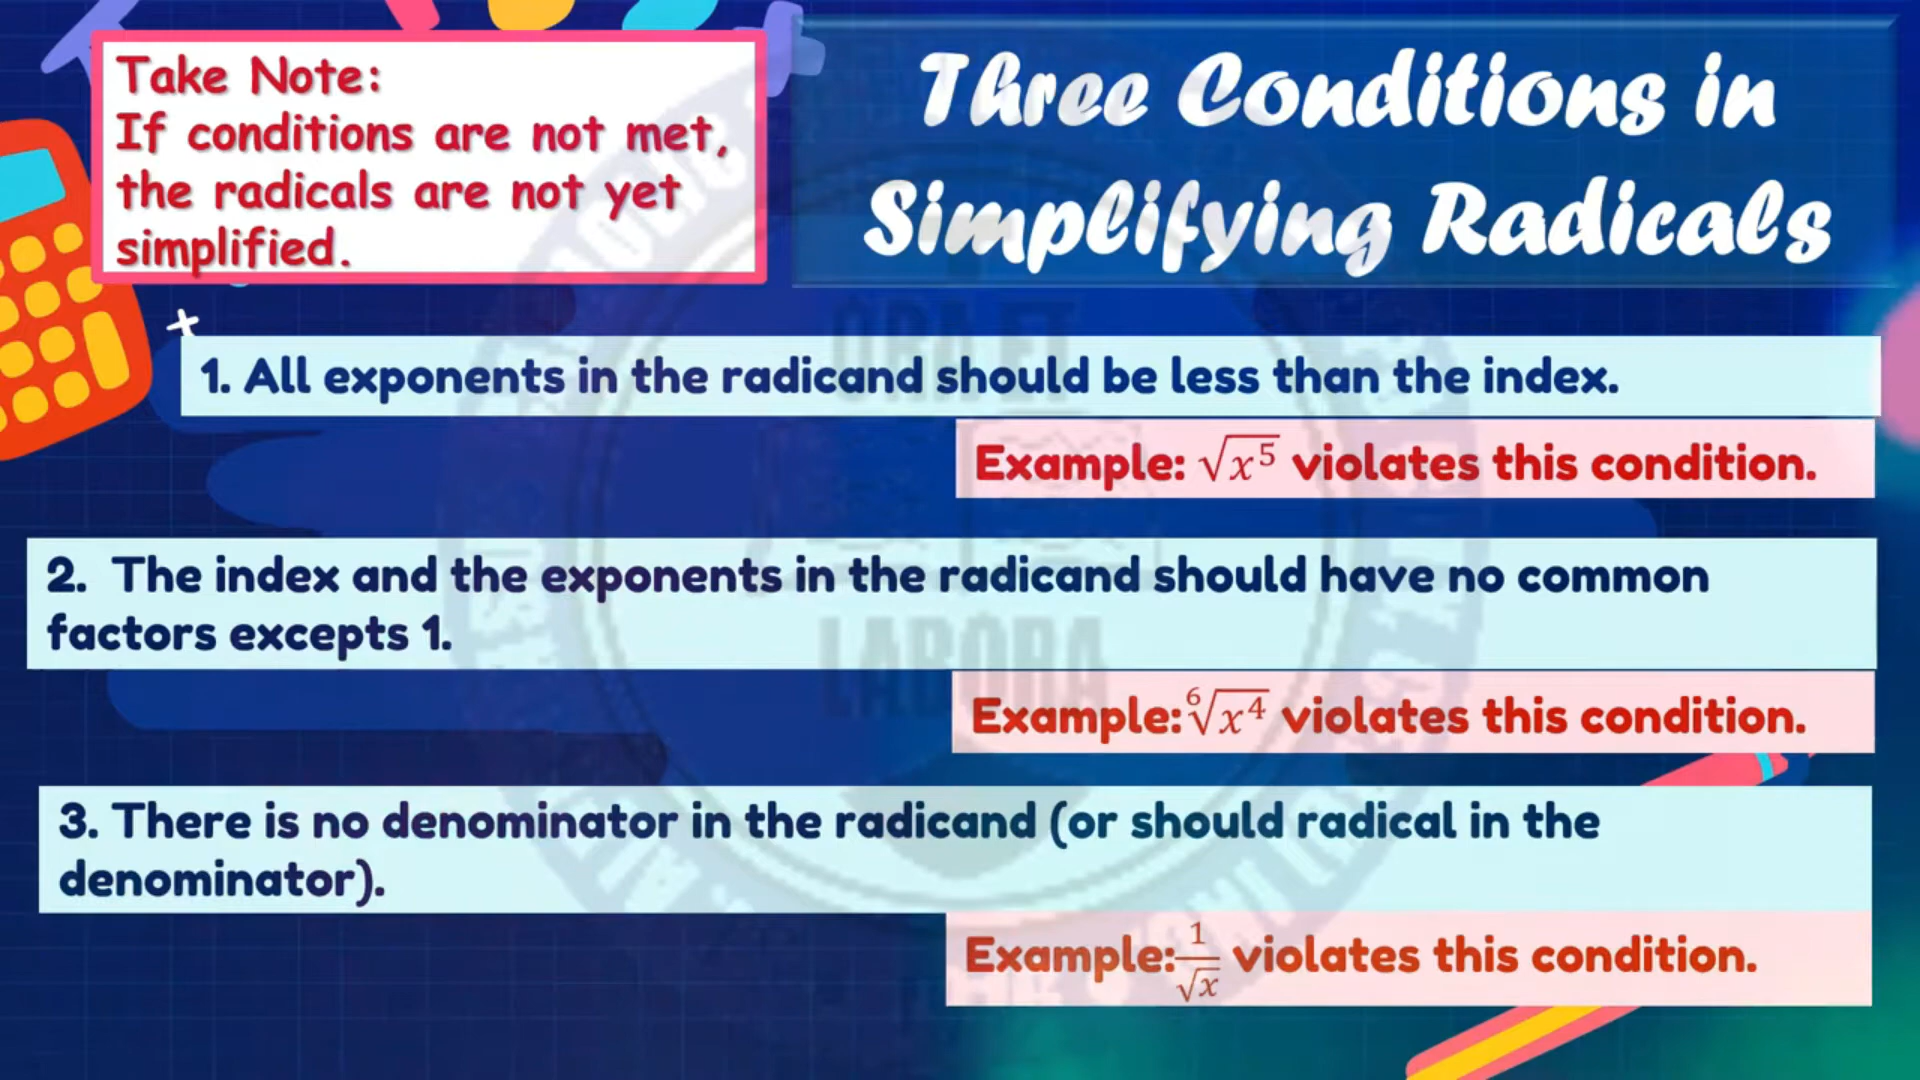 Take Note:
If conditions are not met,
the radicals are not yet
simplified.
Three Conditions in
Simplifying Radicals
1. All exponents in the radicand should be less than the index.
Example: √x⁵ violates this condition.
2. The index and the exponents in the radicand should have no common
factors excepts 1.
Example: ⁶√x⁴ violates this condition.
3. There is no denominator in the radicand (or should radical in the
denominator).
Example: 1/√x violates this condition.
ORA ET
LABORA